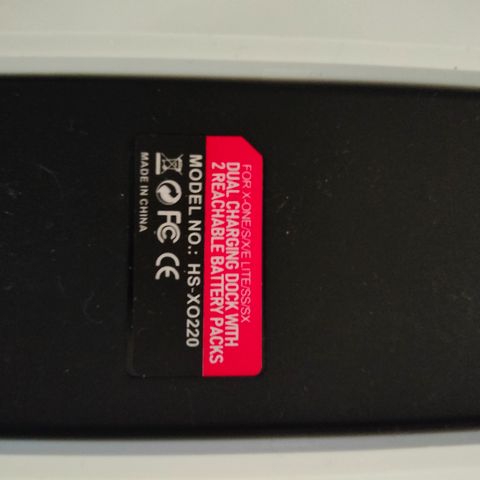 FOR X-ONE/S/X/E LITE/SS/SX
DUAL CHARGING DOCK WITH
2 REACHABLE BATTERY PACKS
MODEL NO.: HS-XO220
FC CE
MADE IN CHINA